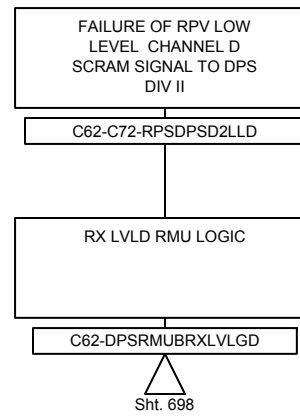 FAILURE OF RPV LOW
LEVEL CHANNEL D
SCRAM SIGNAL TO DPS
DIV II
C62-C72-RPSDPSD2LLD
RX LVLD RMU LOGIC
C62-DPSRMUBRXLVLGD
Sht. 698